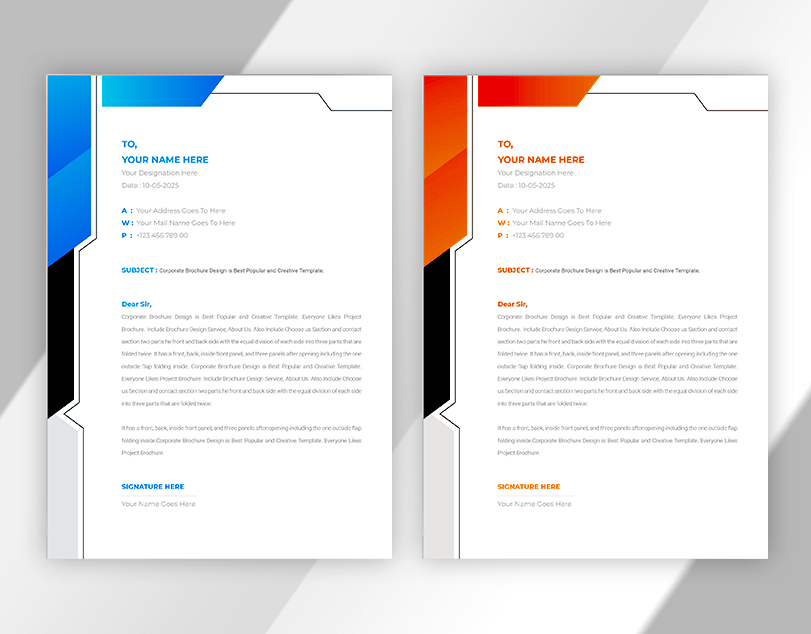 TO,
YOUR NAME HERE
Your Designation Here
Date : 10-05-2025
A : Your Address Goes To Here
W : Your Mail Name Goes To Here
P : +123 456 789 00
SUBJECT : Corporate Brochure Design is Best Popular and Creative Template.
Dear Sir,
Corporate Brochure Design is Best Popular and Creative Template. Everyone Likes Project
Brochure. Include Brochure Design Service, About Us. Also Include Choose us Section and contact
section two parts he front and back side with the equal division of each side into three parts that are
folded twice. It has a front, back, inside front panel, and three panels after opening including the one
outside flap folding inside. Corporate Brochure Design is Best Popular and Creative Template.
Everyone Likes Project Brochure. Include Brochure Design Service, About Us. Also Include Choose
us Section and contact section two parts he front and back side with the equal division of each side
into three parts that are folded twice.
It has a front, back, inside front panel, and three panels after opening including the one outside flap
folding inside.Corporate Brochure Design is Best Popular and Creative Template. Everyone Likes
Project Brochure.
SIGNATURE HERE
Your Name Goes Here
TO,
YOUR NAME HERE
Your Designation Here
Date : 10-05-2025
A : Your Address Goes To Here
W : Your Mail Name Goes To Here
P : +123 456 789 00
SUBJECT : Corporate Brochure Design is Best Popular and Creative Template.
Dear Sir,
Corporate Brochure Design is Best Popular and Creative Template. Everyone Likes Project
Brochure. Include Brochure Design Service, About Us. Also Include Choose us Section and contact
section two parts he front and back side with the equal division of each side into three parts that are
folded twice. It has a front, back, inside front panel, and three panels after opening including the one
outside flap folding inside. Corporate Brochure Design is Best Popular and Creative Template.
Everyone Likes Project Brochure. Include Brochure Design Service, About Us. Also Include Choose
us Section and contact section two parts he front and back side with the equal division of each side
into three parts that are folded twice.
It has a front, back, inside front panel, and three panels after opening including the one outside flap
folding inside.Corporate Brochure Design is Best Popular and Creative Template. Everyone Likes
Project Brochure.
SIGNATURE HERE
Your Name Goes Here